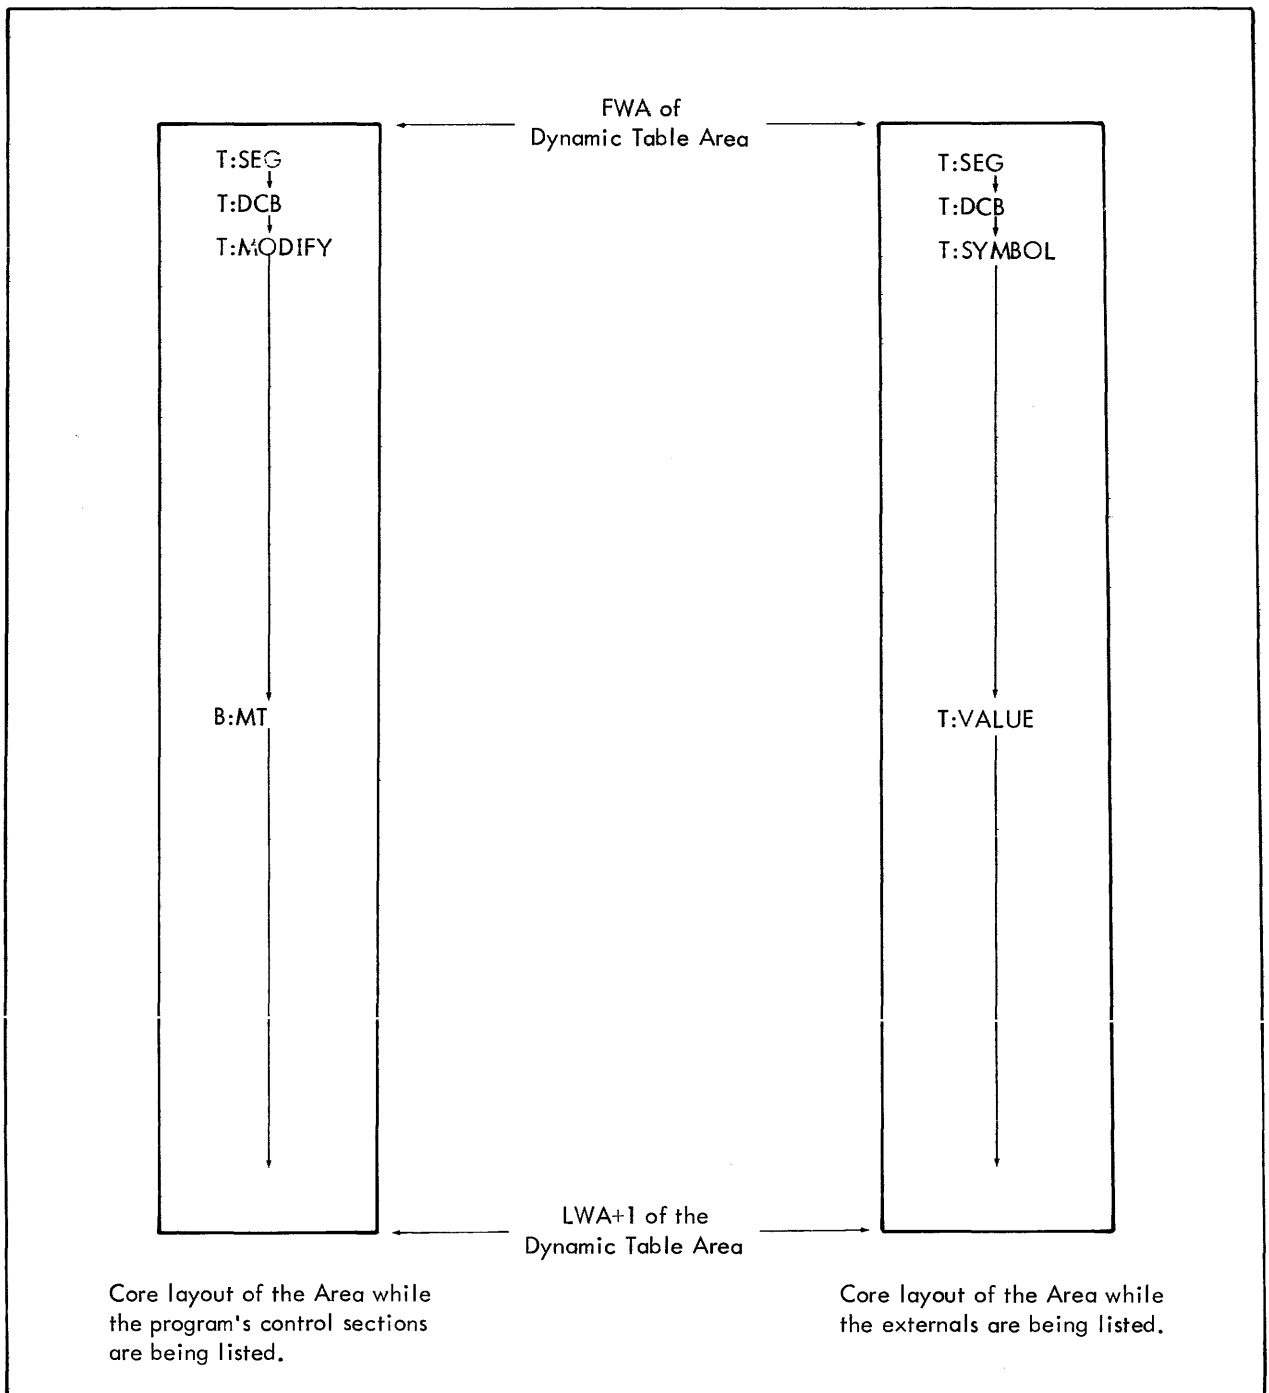 FWA of
Dynamic Table Area
T:SEG
T:DCB
T:MODIFY
B:MT
T:SEG
T:DCB
T:SYMBOL
T:VALUE
LWA+1 of the
Dynamic Table Area
Core layout of the Area while
the program's control sections
are being listed.
Core layout of the Area while
the externals are being listed.